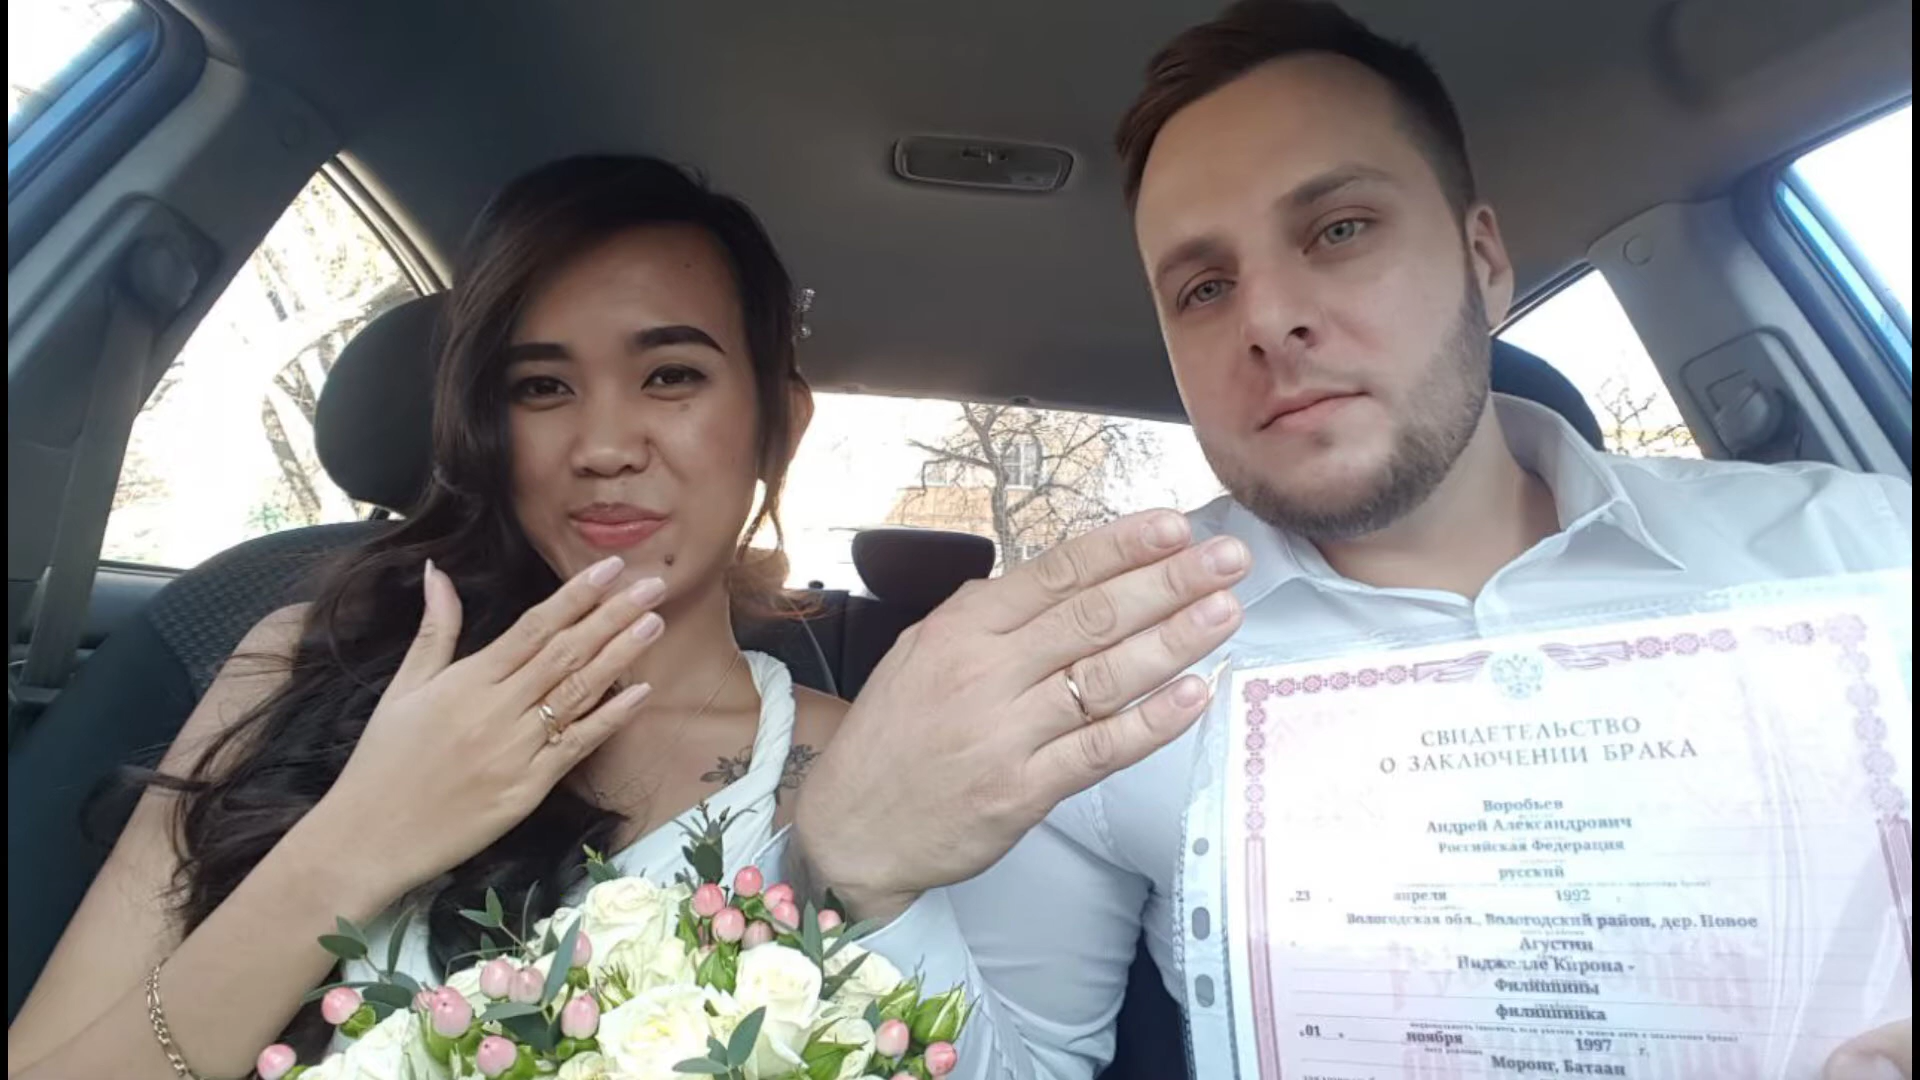 СВИДЕТЕЛЬСТВО
О ЗАКЛЮЧЕНИИ БРАКА
Воробьев
Андрей Александрович
Российская Федерация
русский
23 апреля 1992
Вологодская обл., Вологодский район, дер. Новое
Агустин
Кирона -
Филиппины
филиппинка
01 ноября 1997 г.
Моронг, Батаан